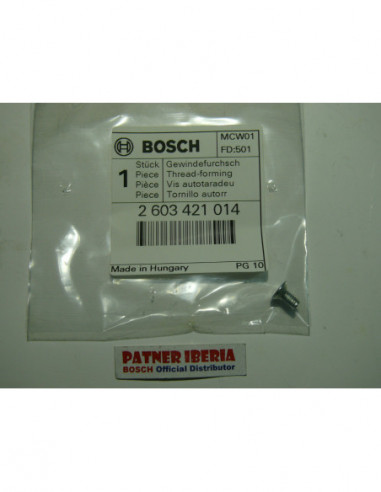 BOSCH
MCW01
FD:501
1
Stück Gewindefurchsch
Piece Thread-forming
Pièce Vis autotaradeu
Piece Tornillo autorr
2 603 421 014
Made in Hungary PG 10
PATNER IBERIA
BOSCH Official Distributor